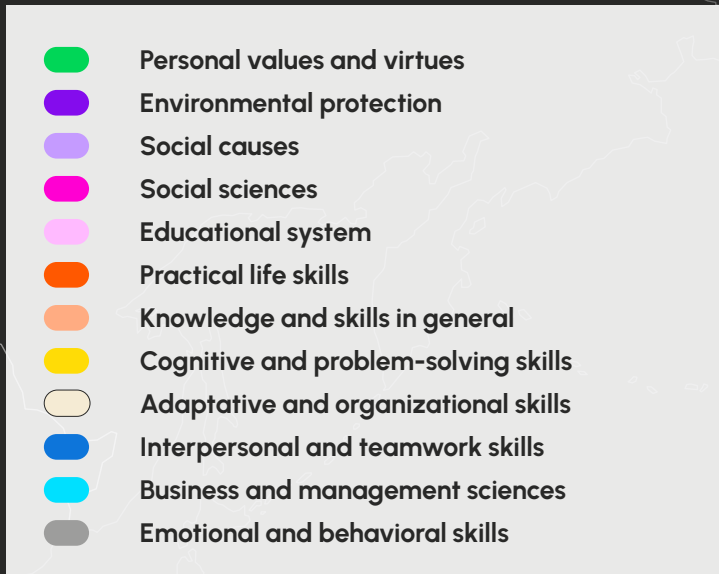 Personal values and virtues
Environmental protection
Social causes
Social sciences
Educational system
Practical life skills
Knowledge and skills in general
Cognitive and problem-solving skills
Adaptative and organizational skills
Interpersonal and teamwork skills
Business and management sciences
Emotional and behavioral skills